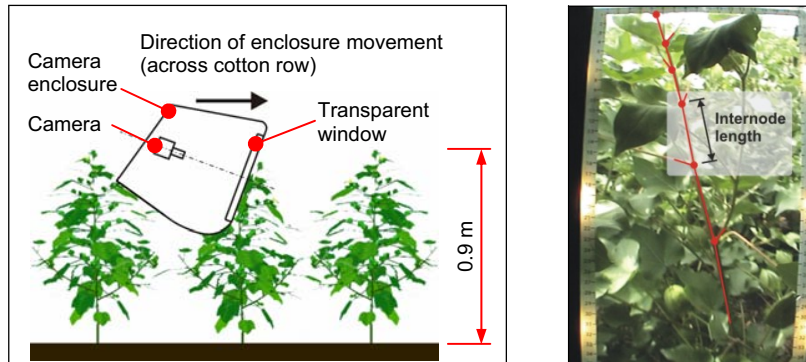 Direction of enclosure movement
(across cotton row)
Camera
enclosure
Camera
Transparent
window
0.9 m
Internode
length